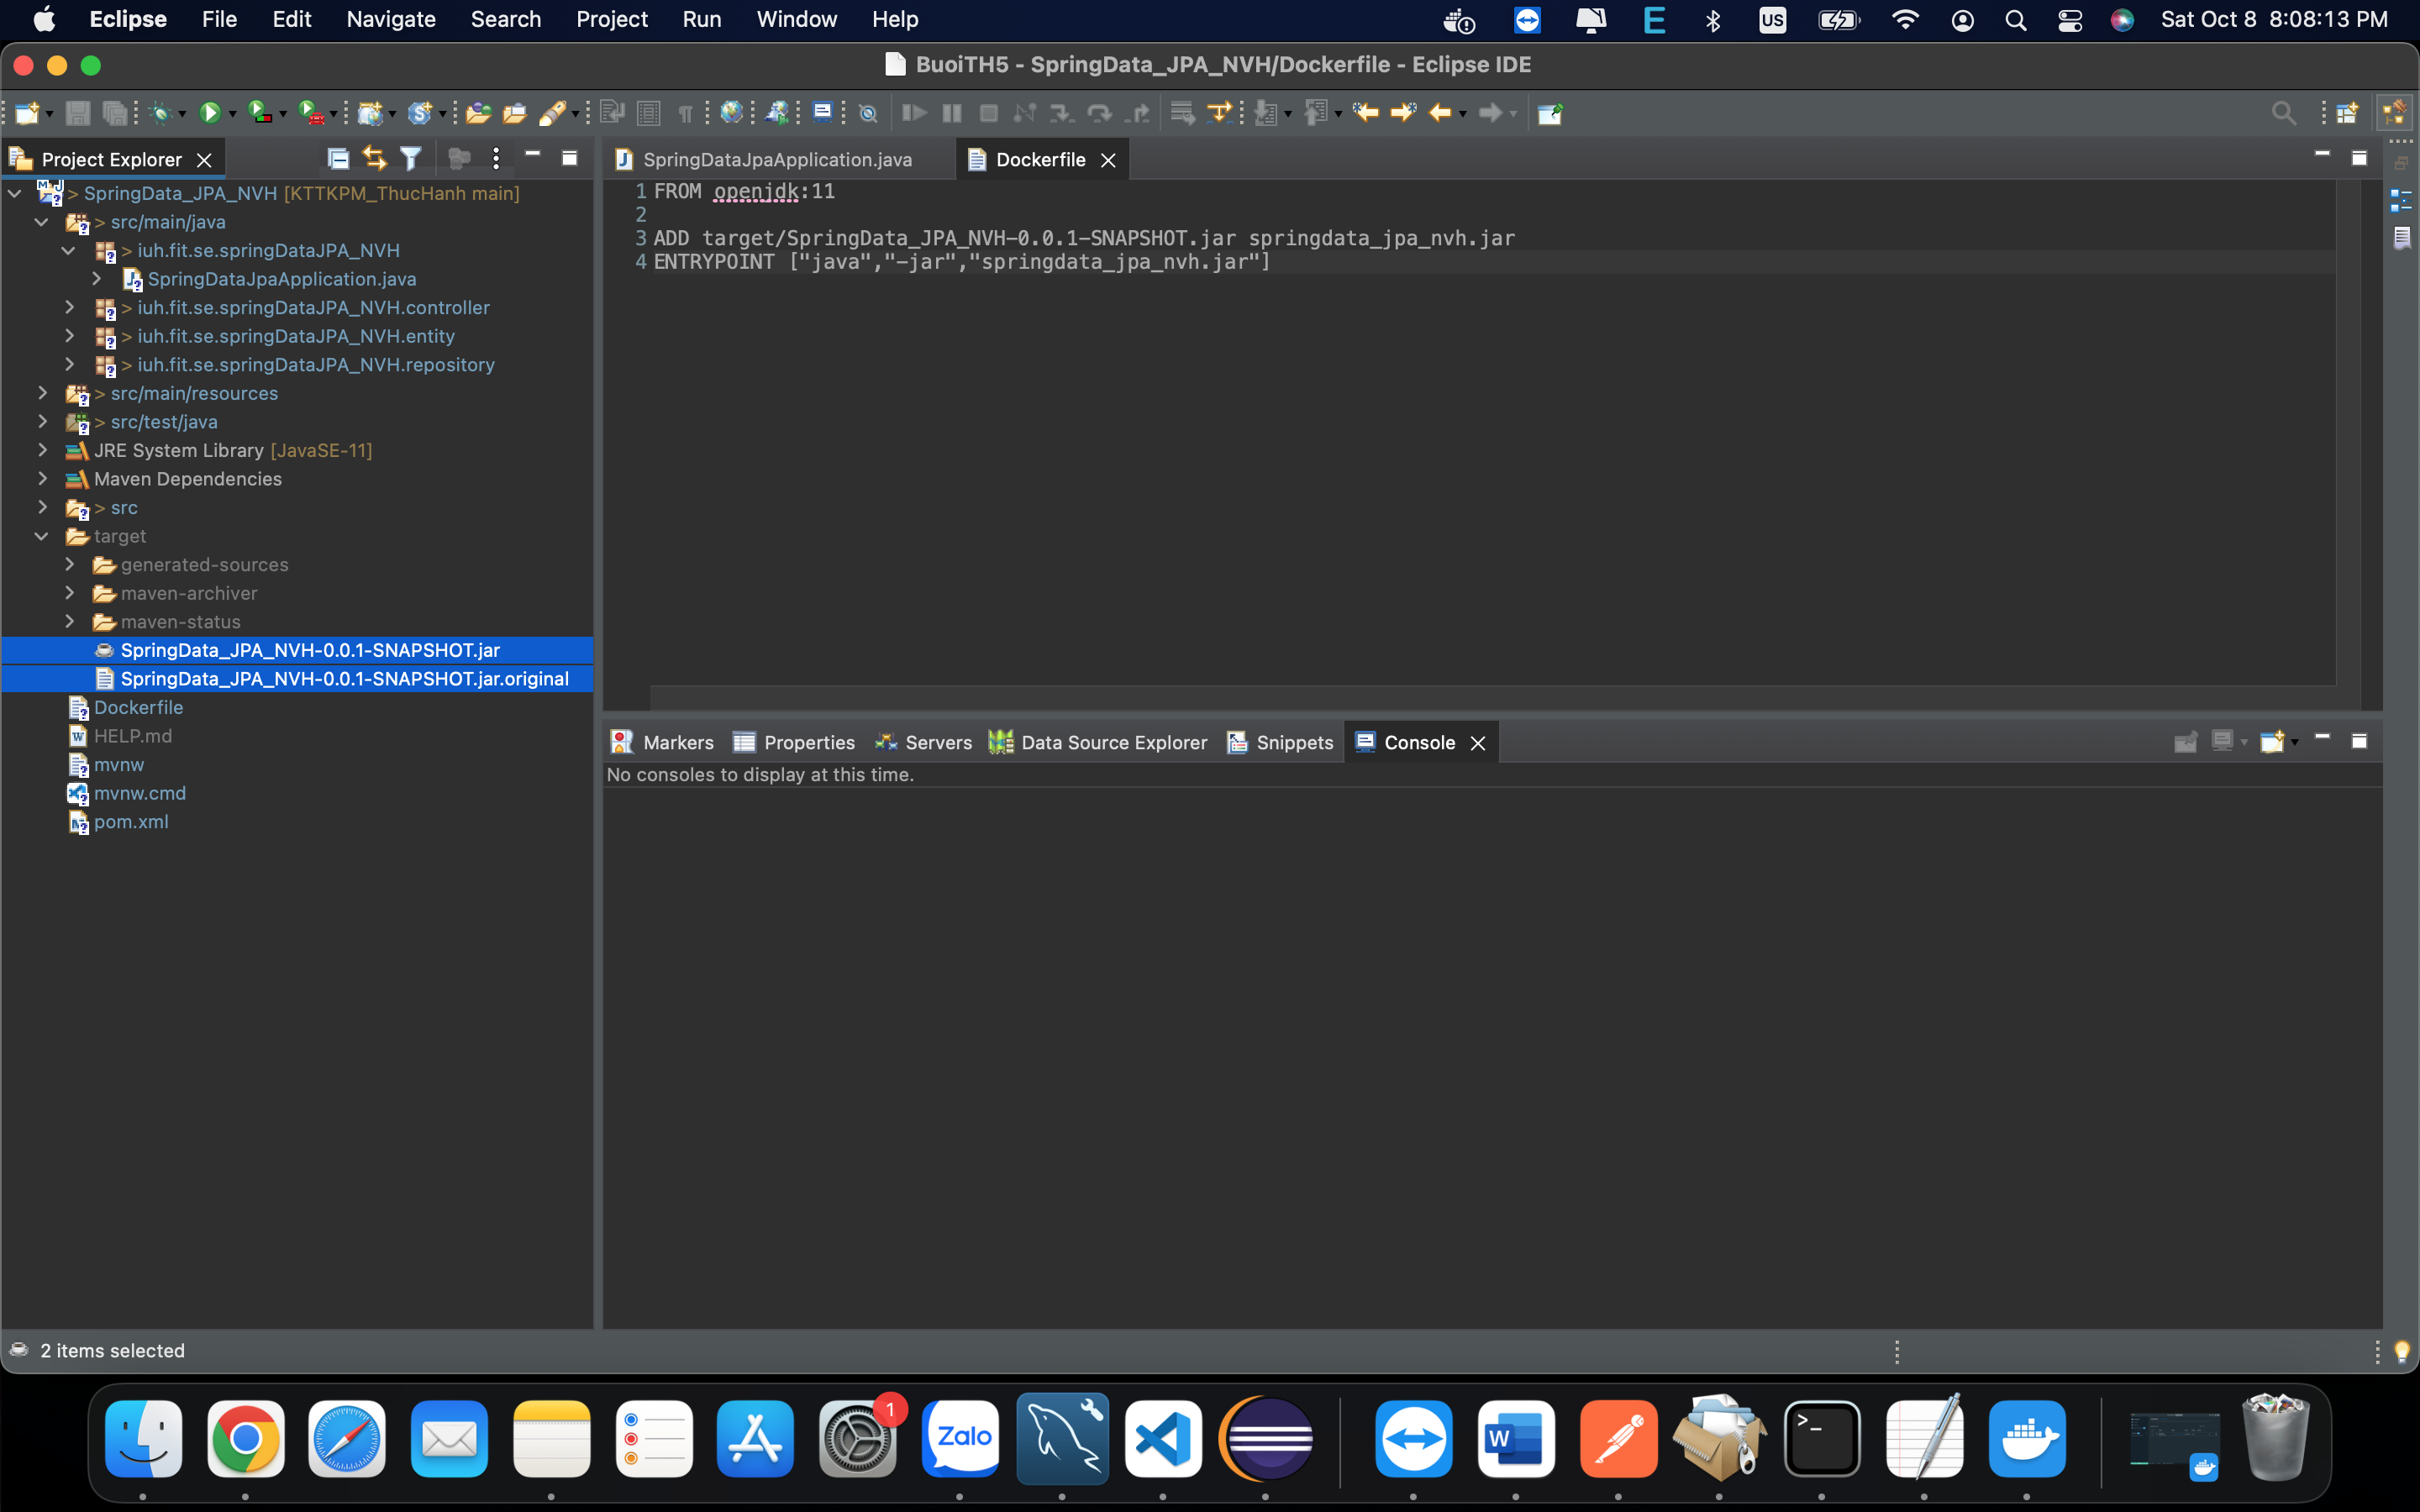 Eclipse File Edit Navigate Search Project Run Window Help
E US Sat Oct 8 8:08:13 PM
BuoiTH5 - SpringData_JPA_NVH/Dockerfile - Eclipse IDE
Project Explorer
> SpringData_JPA_NVH [KTTKPM_ThucHanh main]
> src/main/java
> iuh.fit.se.springDataJPA_NVH
SpringDataJpaApplication.java
> iuh.fit.se.springDataJPA_NVH.controller
> iuh.fit.se.springDataJPA_NVH.entity
> iuh.fit.se.springDataJPA_NVH.repository
> src/main/resources
> src/test/java
JRE System Library [JavaSE-11]
Maven Dependencies
> src
target
generated-sources
maven-archiver
maven-status
SpringData_JPA_NVH-0.0.1-SNAPSHOT.jar
SpringData_JPA_NVH-0.0.1-SNAPSHOT.jar.original
Dockerfile
HELP.md
mvnw
mvnw.cmd
pom.xml
SpringDataJpaApplication.java Dockerfile
1 FROM openjdk:11
2
3 ADD target/SpringData_JPA_NVH-0.0.1-SNAPSHOT.jar springdata_jpa_nvh.jar
4 ENTRYPOINT ["java","-jar","springdata_jpa_nvh.jar"]
Markers Properties Servers Data Source Explorer Snippets Console
No consoles to display at this time.
2 items selected
1
Zalo
W
>_